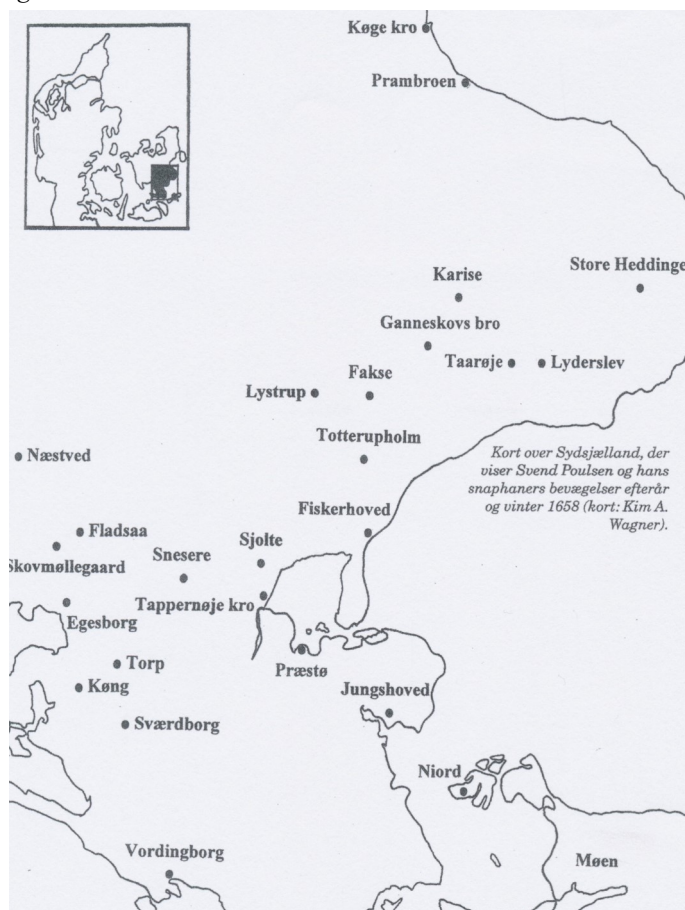 Køge kro
Prambroen
Store Heddinge
Karise
Ganneskovs bro
Taarøje
Lyderslev
Fakse
Lystrup
Totterupholm
Næstved
Kort over Sydsjælland, der
viser Svend Poulsen og hans
snaphaners bevægelser efterår
og vinter 1658 (kort: Kim A.
Wagner).
Fiskerhoved
Fladsaa
Sjolte
Snesere
Skovmøllegaard
Tappernøje kro
Egesborg
Torp
Præstø
Køng
Jungshoved
Sværdborg
Niord
Vordingborg
Møen